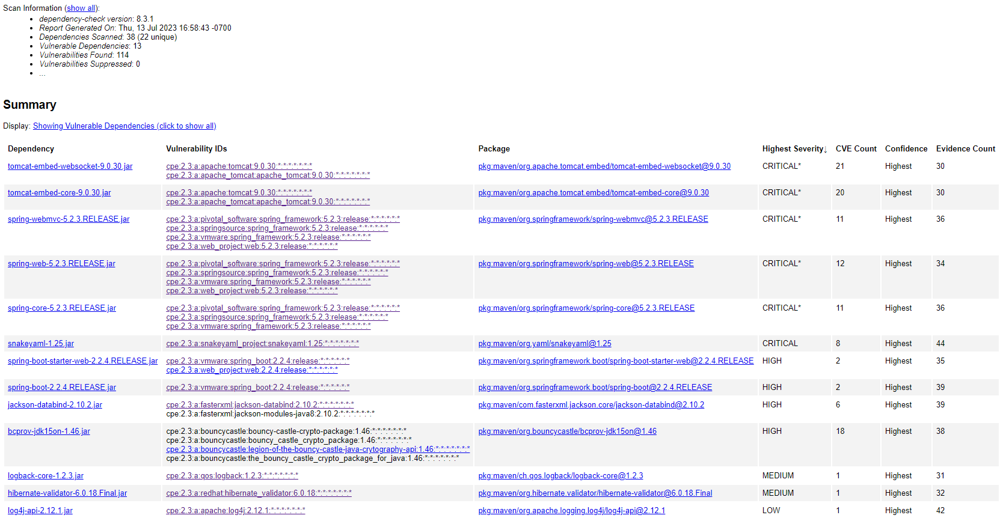 Scan Information (show all):
dependency-check version: 8.3.1
Report Generated On: Thu, 13 Jul 2023 16:58:43 -0700
Dependencies Scanned: 38 (22 unique)
Vulnerable Dependencies: 13
Vulnerabilities Found: 114
Vulnerabilities Suppressed: 0
...
Summary
Display: Showing Vulnerable Dependencies (click to show all)
Dependency Vulnerability IDs Package Highest Severity↓ CVE Count Confidence Evidence Count
tomcat-embed-websocket-9.0.30.jar cpe:2.3:a:apache:tomcat:9.0.30:*:*:*:*:*:*:* pkg:maven/org.apache.tomcat.embed/tomcat-embed-websocket@9.0.30 CRITICAL* 21 Highest 30
cpe:2.3:a:apache_tomcat:apache_tomcat:9.0.30:*:*:*:*:*:*:*
tomcat-embed-core-9.0.30.jar cpe:2.3:a:apache:tomcat:9.0.30:*:*:*:*:*:*:* pkg:maven/org.apache.tomcat.embed/tomcat-embed-core@9.0.30 CRITICAL* 20 Highest 30
cpe:2.3:a:apache_tomcat:apache_tomcat:9.0.30:*:*:*:*:*:*:*
spring-webmvc-5.2.3.RELEASE.jar cpe:2.3:a:pivotal_software:spring_framework:5.2.3:release:*:*:*:*:*:* pkg:maven/org.springframework/spring-webmvc@5.2.3.RELEASE CRITICAL* 11 Highest 36
cpe:2.3:a:springsource:spring_framework:5.2.3:release:*:*:*:*:*:*
cpe:2.3:a:vmware:spring_framework:5.2.3:release:*:*:*:*:*:*
cpe:2.3:a:web_project:web:5.2.3:release:*:*:*:*:*:*
spring-web-5.2.3.RELEASE.jar cpe:2.3:a:pivotal_software:spring_framework:5.2.3:release:*:*:*:*:*:* pkg:maven/org.springframework/spring-web@5.2.3.RELEASE CRITICAL* 12 Highest 34
cpe:2.3:a:springsource:spring_framework:5.2.3:release:*:*:*:*:*:*
cpe:2.3:a:vmware:spring_framework:5.2.3:release:*:*:*:*:*:*
cpe:2.3:a:web_project:web:5.2.3:release:*:*:*:*:*:*
spring-core-5.2.3.RELEASE.jar cpe:2.3:a:pivotal_software:spring_framework:5.2.3:release:*:*:*:*:*:* pkg:maven/org.springframework/spring-core@5.2.3.RELEASE CRITICAL* 11 Highest 36
cpe:2.3:a:springsource:spring_framework:5.2.3:release:*:*:*:*:*:*
cpe:2.3:a:vmware:spring_framework:5.2.3:release:*:*:*:*:*:*
snakeyaml-1.25.jar cpe:2.3:a:snakeyaml_project:snakeyaml:1.25:*:*:*:*:*:*:* pkg:maven/org.yaml/snakeyaml@1.25 CRITICAL 8 Highest 44
spring-boot-starter-web-2.2.4.RELEASE.jar cpe:2.3:a:vmware:spring_boot:2.2.4:release:*:*:*:*:*:* pkg:maven/org.springframework.boot/spring-boot-starter-web@2.2.4.RELEASE HIGH 2 Highest 35
cpe:2.3:a:web_project:web:2.2.4:release:*:*:*:*:*:*
spring-boot-2.2.4.RELEASE.jar cpe:2.3:a:vmware:spring_boot:2.2.4:release:*:*:*:*:*:* pkg:maven/org.springframework.boot/spring-boot@2.2.4.RELEASE HIGH 2 Highest 39
jackson-databind-2.10.2.jar cpe:2.3:a:fasterxml:jackson-databind:2.10.2:*:*:*:*:*:*:* pkg:maven/com.fasterxml.jackson.core/jackson-databind@2.10.2 HIGH 6 Highest 39
cpe:2.3:a:fasterxml:jackson-modules-java8:2.10.2:*:*:*:*:*:*:*
bcprov-jdk15on-1.46.jar cpe:2.3:a:bouncycastle:bouncy-castle-crypto-package:1.46:*:*:*:*:*:*:* pkg:maven/org.bouncycastle/bcprov-jdk15on@1.46 HIGH 18 Highest 38
cpe:2.3:a:bouncycastle:bouncy_castle_crypto_package:1.46:*:*:*:*:*:*:*
cpe:2.3:a:bouncycastle:legion-of-the-bouncy-castle-java-crytography-api:1.46:*:*:*:*:*:*:*
cpe:2.3:a:bouncycastle:the_bouncy_castle_crypto_package_for_java:1.46:*:*:*:*:*:*:*
logback-core-1.2.3.jar cpe:2.3:a:qos:logback:1.2.3:*:*:*:*:*:*:* pkg:maven/ch.qos.logback/logback-core@1.2.3 MEDIUM 1 Highest 31
hibernate-validator-6.0.18.Final.jar cpe:2.3:a:redhat:hibernate_validator:6.0.18:*:*:*:*:*:*:* pkg:maven/org.hibernate.validator/hibernate-validator@6.0.18.Final MEDIUM 1 Highest 32
log4j-api-2.12.1.jar cpe:2.3:a:apache:log4j:2.12.1:*:*:*:*:*:*:* pkg:maven/org.apache.logging.log4j/log4j-api@2.12.1 LOW 1 Highest 42